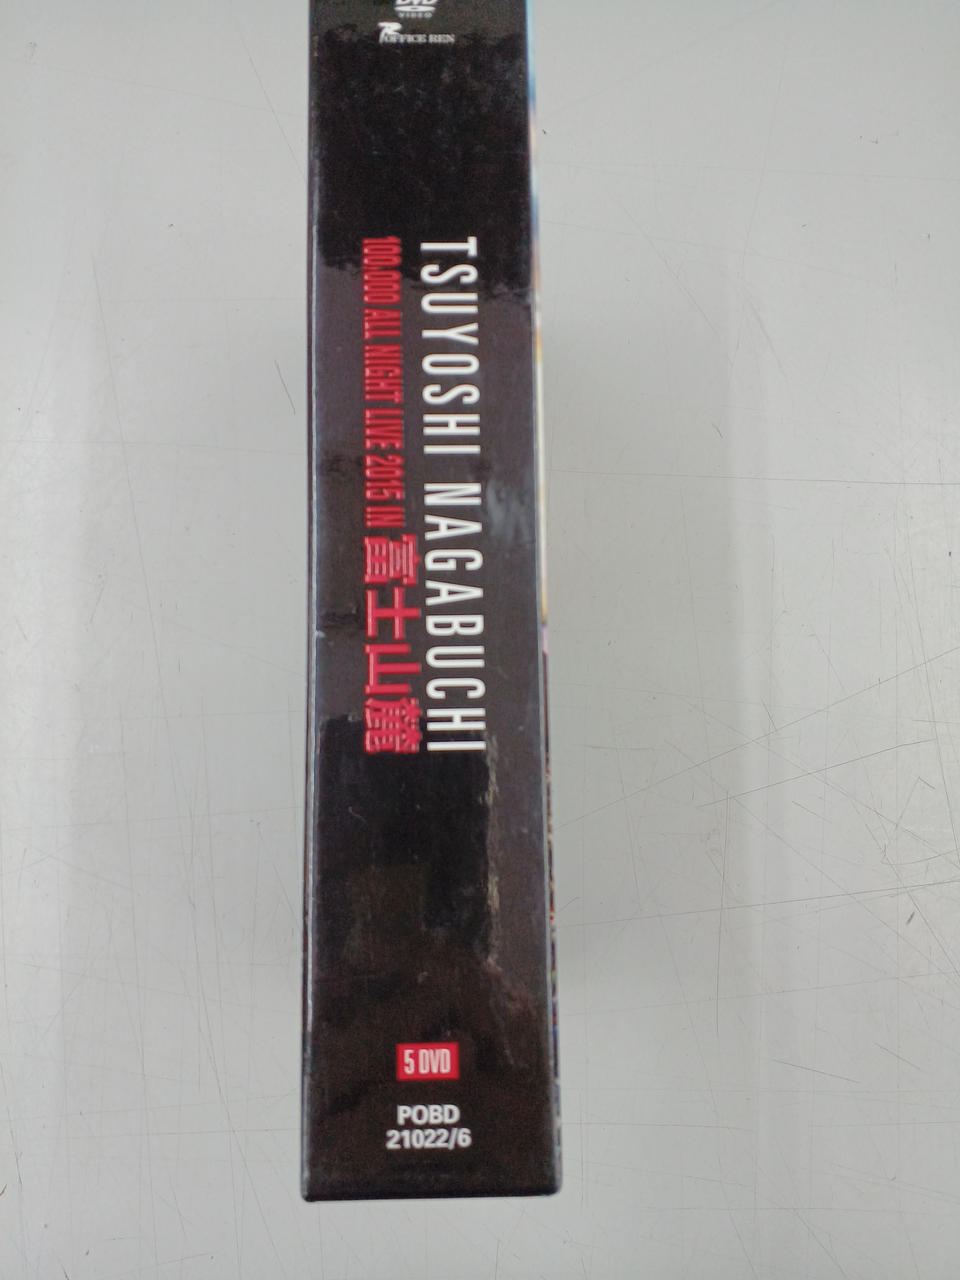 DVD
VIDEO
OFFICE REN
TSUYOSHI NAGABUCHI
100,000 ALL NIGHT LIVE 2015 IN 富士山麓
5 DVD
POBD
21022/6